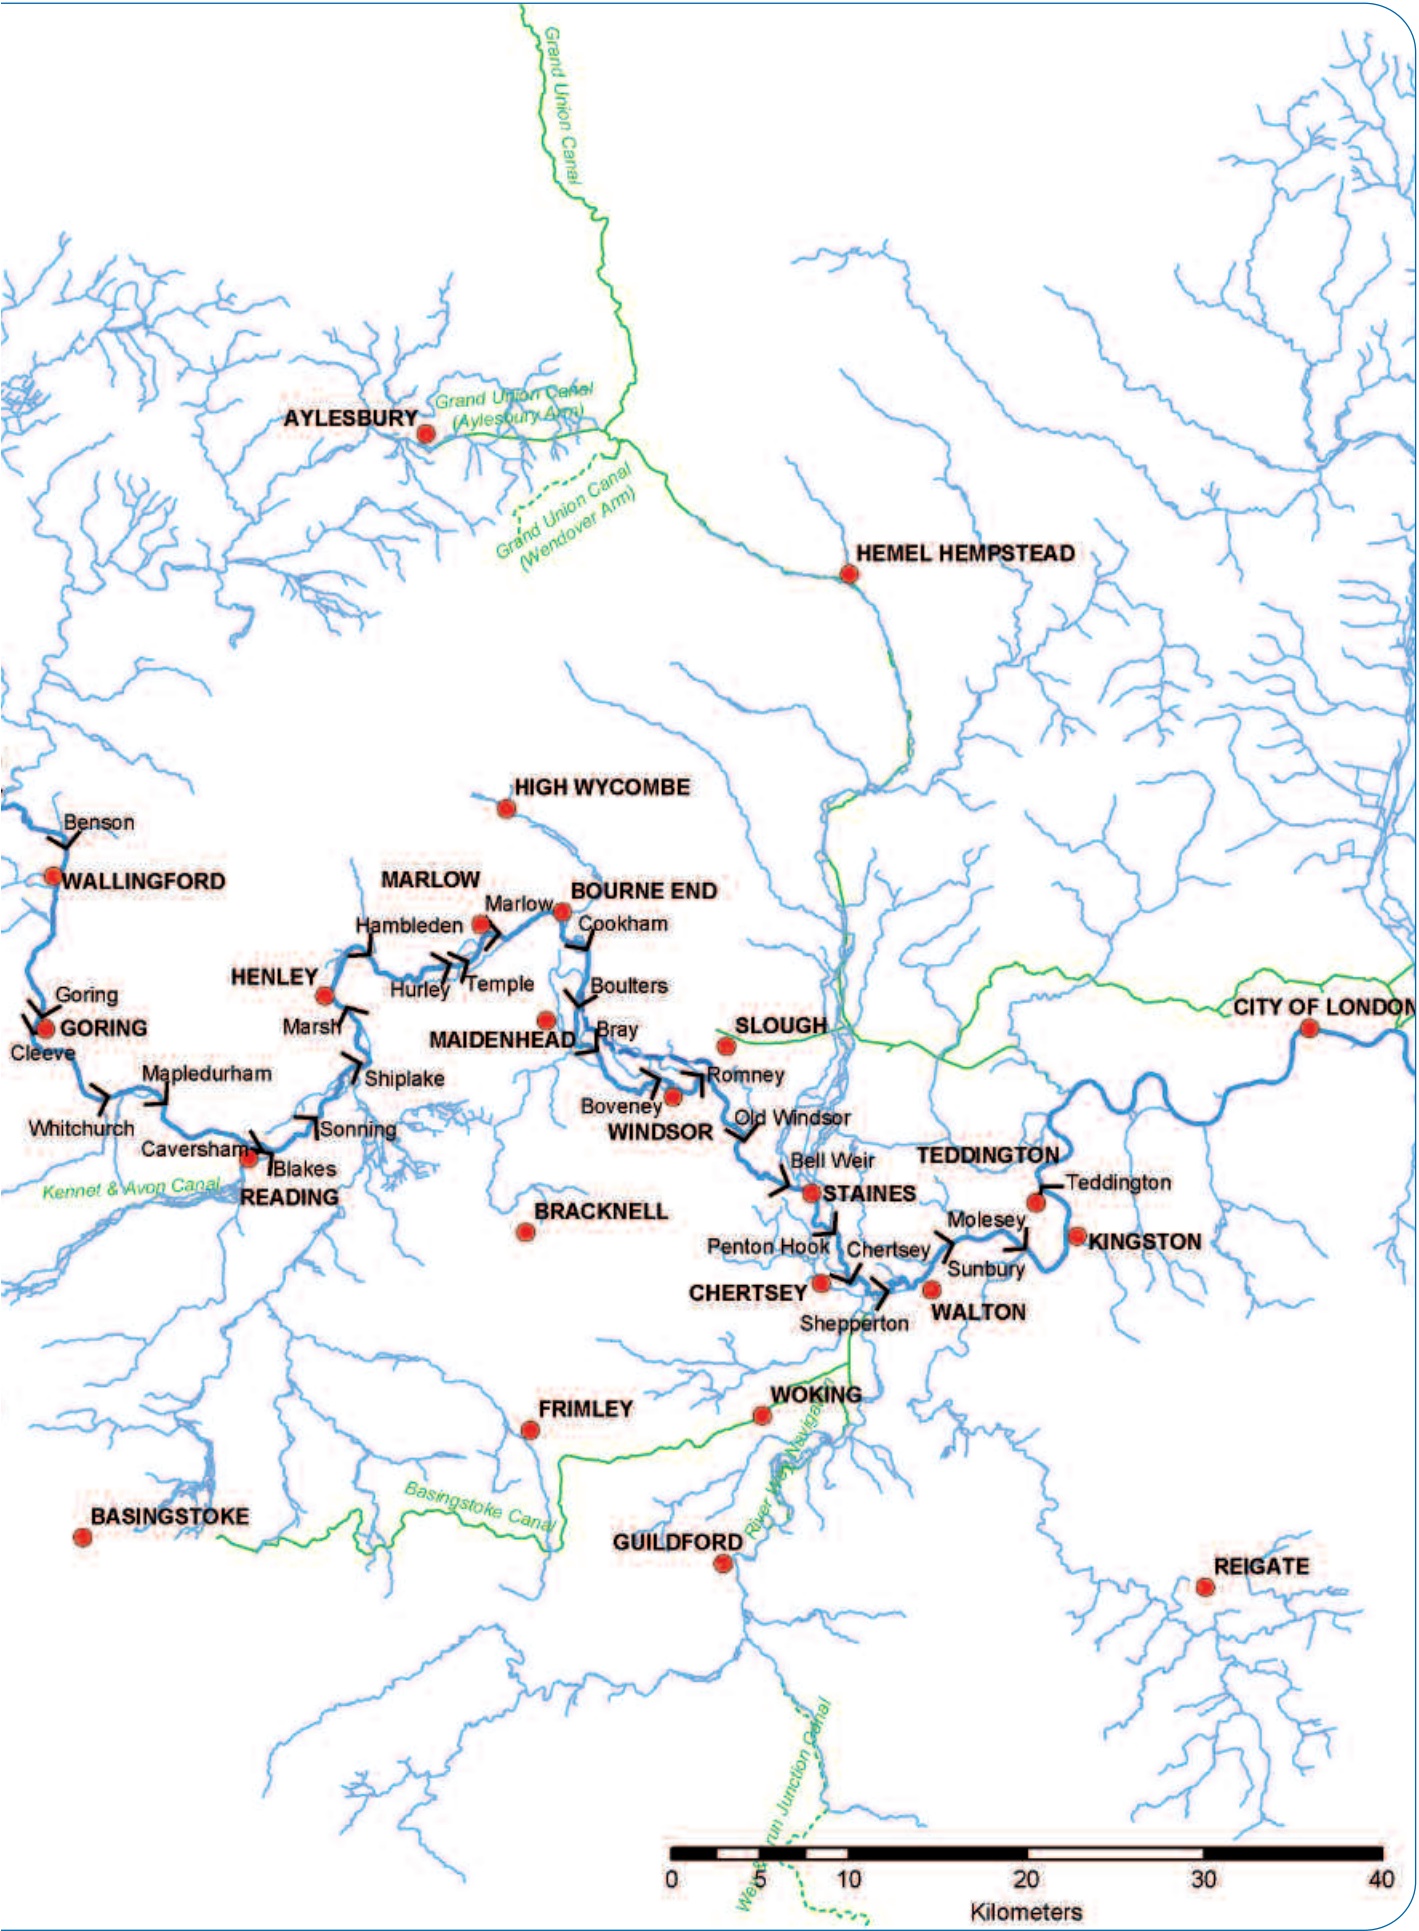 Grand Union Canal
Grand Union Canal
(Aylesbury Arm)
AYLESBURY
Grand Union Canal
(Wendover Arm)
HEMEL HEMPSTEAD
HIGH WYCOMBE
Benson
WALLINGFORD
MARLOW
BOURNE END
Marlow
Hambleden
Cookham
HENLEY
Hurley
Temple
Boulters
Goring
GORING
CITY OF LONDON
Marsh
MAIDENHEAD
Bray
SLOUGH
Cleeve
Mapledurham
Shiplake
Romney
Boveney
Old Windsor
Whitchurch
Sonning
WINDSOR
Caversham
Blakes
Bell Weir
TEDDINGTON
Teddington
Kennet & Avon Canal
READING
STAINES
BRACKNELL
Molesey
Penton Hook
Chertsey
KINGSTON
Sunbury
CHERTSEY
WALTON
Shepperton
WOKING
FRIMLEY
River Wey Navigation
Basingstoke Canal
BASINGSTOKE
GUILDFORD
REIGATE
Wey & Arun Junction Canal
0 5 10 20 30 40
Kilometers